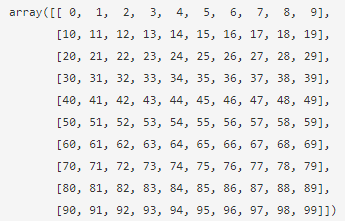 array([[ 0,  1,  2,  3,  4,  5,  6,  7,  8,  9],
       [10, 11, 12, 13, 14, 15, 16, 17, 18, 19],
       [20, 21, 22, 23, 24, 25, 26, 27, 28, 29],
       [30, 31, 32, 33, 34, 35, 36, 37, 38, 39],
       [40, 41, 42, 43, 44, 45, 46, 47, 48, 49],
       [50, 51, 52, 53, 54, 55, 56, 57, 58, 59],
       [60, 61, 62, 63, 64, 65, 66, 67, 68, 69],
       [70, 71, 72, 73, 74, 75, 76, 77, 78, 79],
       [80, 81, 82, 83, 84, 85, 86, 87, 88, 89],
       [90, 91, 92, 93, 94, 95, 96, 97, 98, 99]])